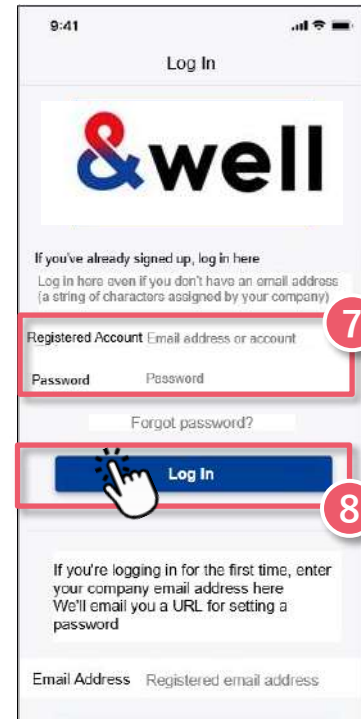 9:41
Log In
&well
If you've already signed up, log in here
Log in here even if you don't have an email address
(a string of characters assigned by your company)
7
Registered Account Email address or account
Password Password
Forgot password?
Log In
8
If you're logging in for the first time, enter
your company email address here
We'll email you a URL for setting a
password
Email Address Registered email address